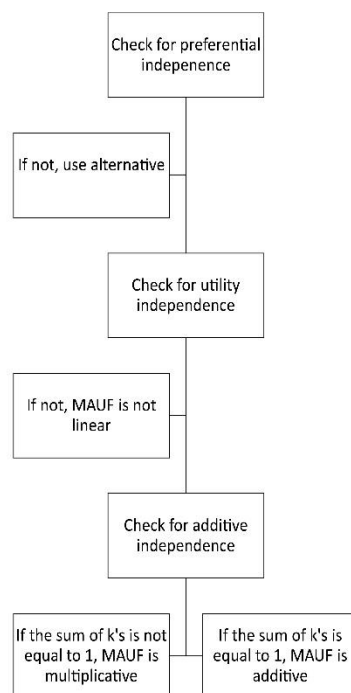 Check for preferential
indepenence
If not, use alternative
Check for utility
independence
If not, MAUF is not
linear
Check for additive
independence
If the sum of k's is not
equal to 1, MAUF is
multiplicative
If the sum of k's is
equal to 1, MAUF is
additive